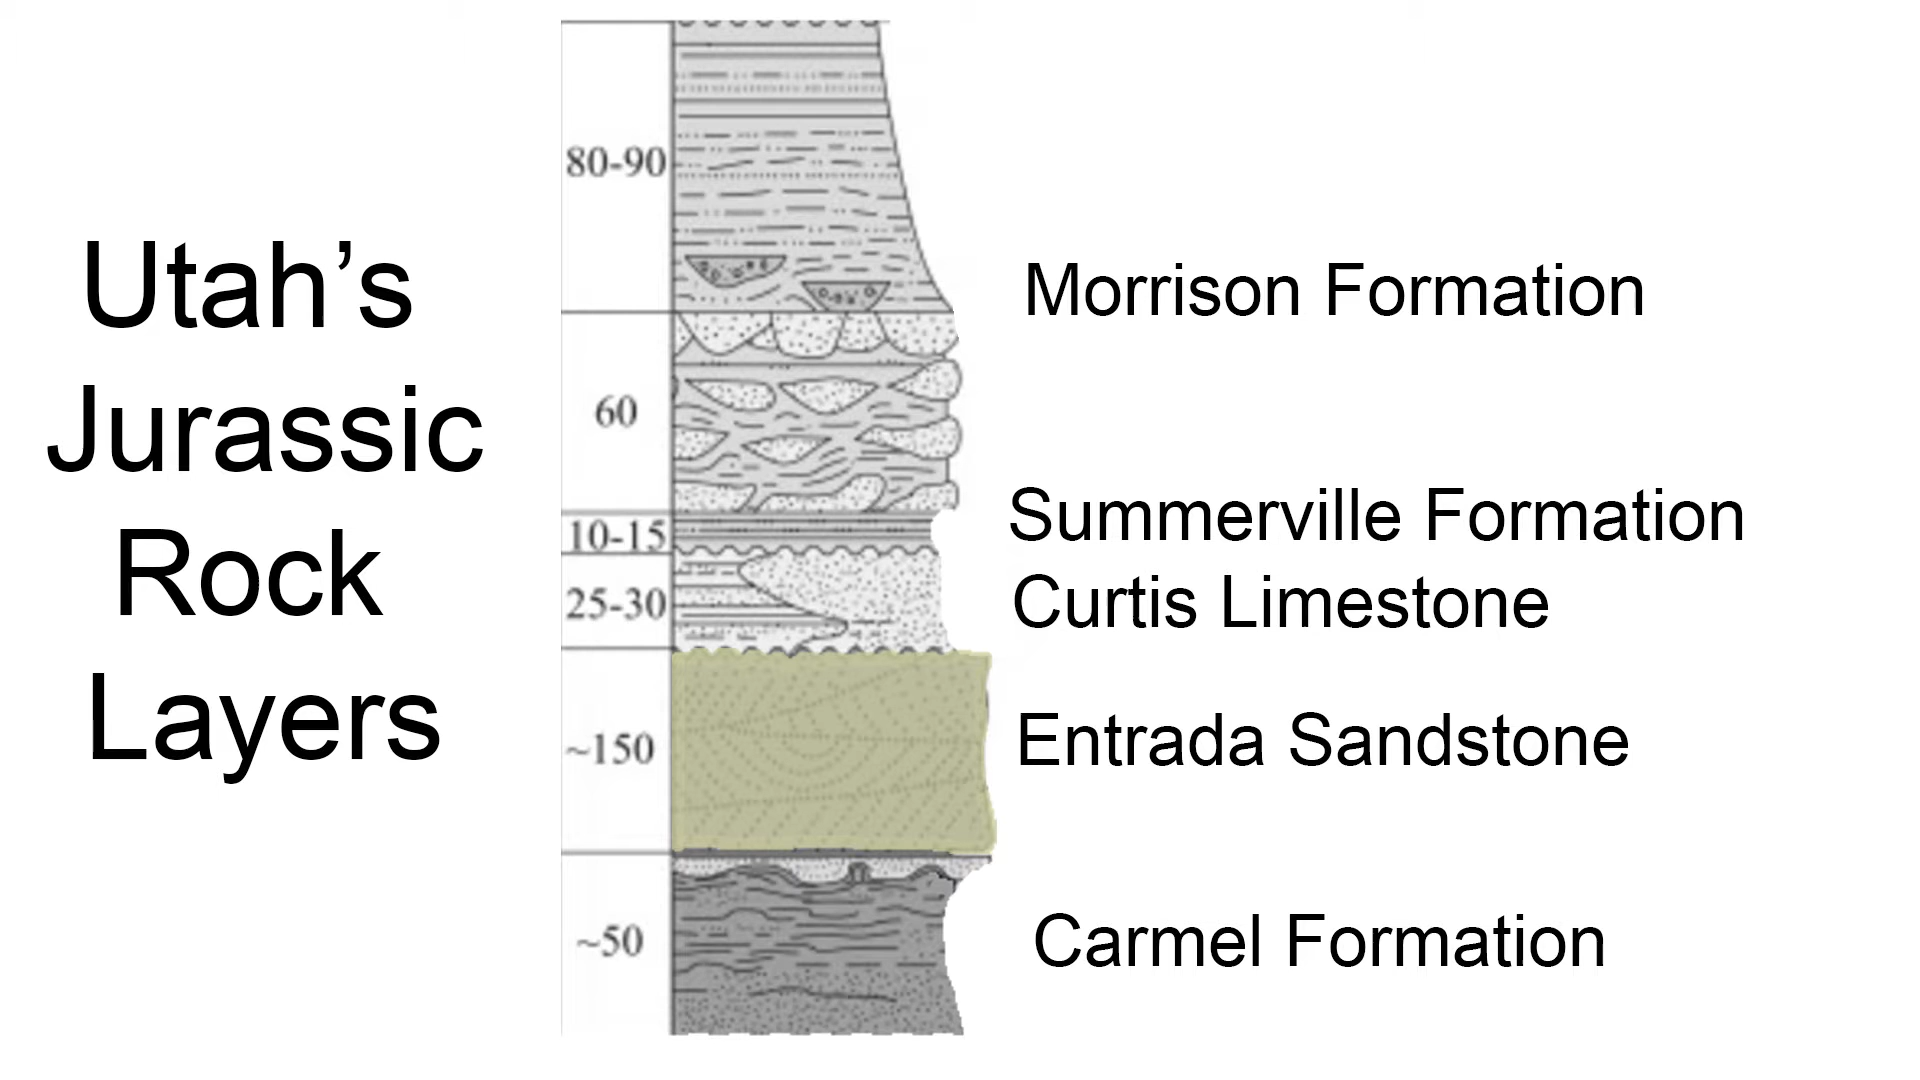 Utah’s
Jurassic
Rock
Layers
80-90
60
10-15
25-30
~150
~50
Morrison Formation
Summerville Formation
Curtis Limestone
Entrada Sandstone
Carmel Formation